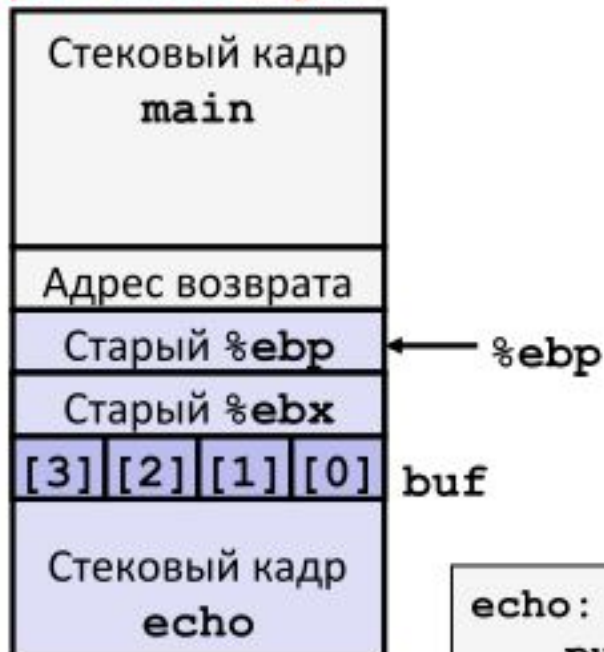 Стековый кадр
main
Адрес возврата
Старый %ebp
%ebp
Старый %ebx
[3] [2] [1] [0]
buf
Стековый кадр
echo
echo: